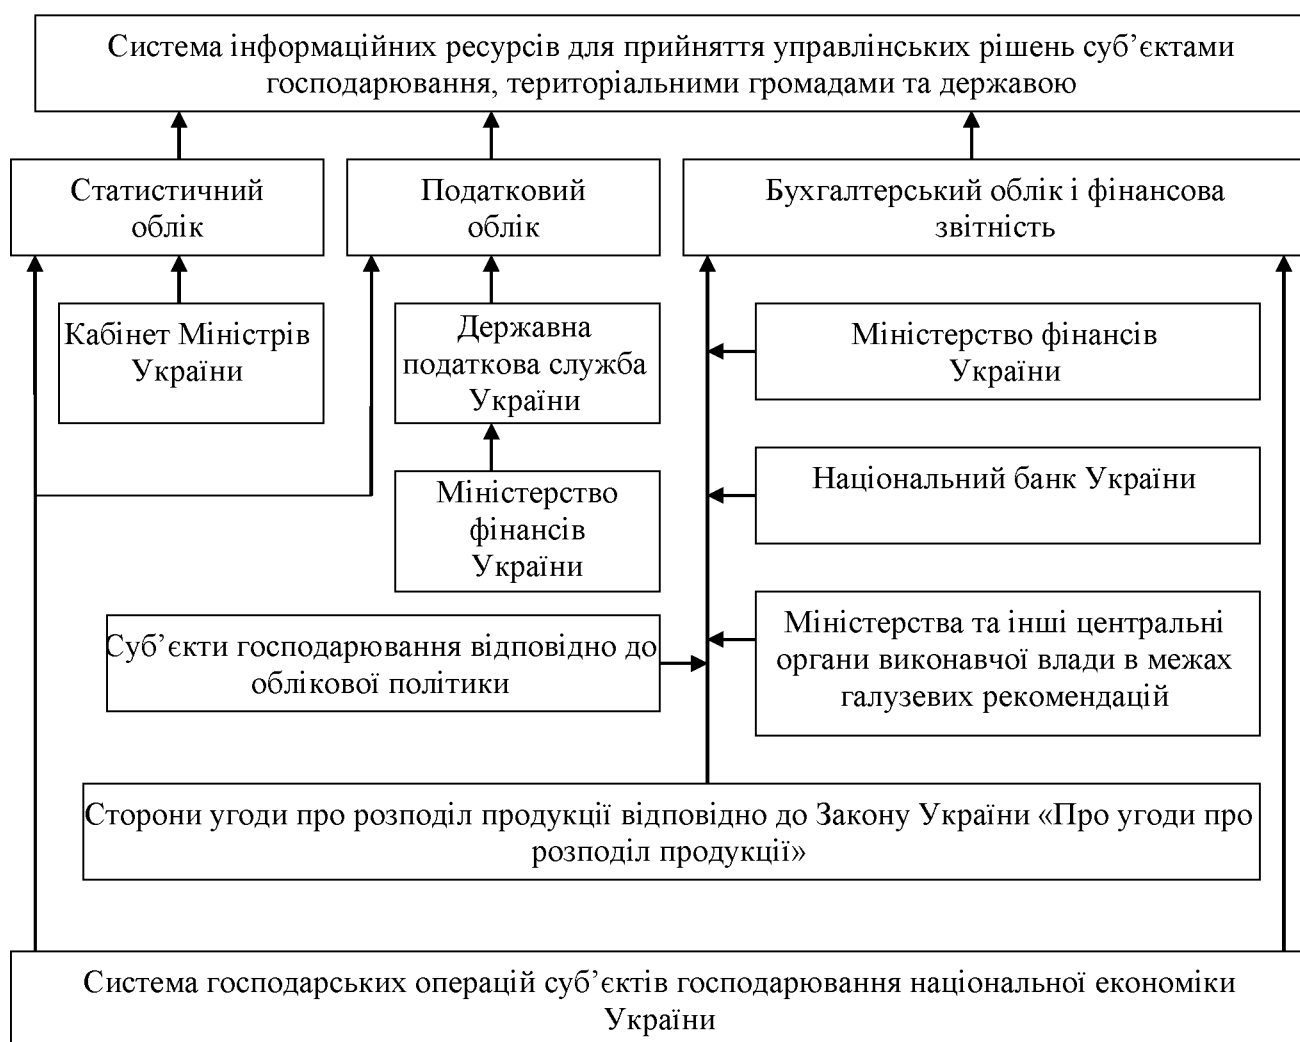 Система інформаційних ресурсів для прийняття управлінських рішень суб’єктами
господарювання, територіальними громадами та державою
Статистичний
облік
Податковий
облік
Бухгалтерський облік і фінансова
звітність
Кабінет Міністрів
України
Державна
податкова служба
України
Міністерство фінансів
України
Міністерство
фінансів
України
Національний банк України
Суб’єкти господарювання відповідно до
облікової політики
Міністерства та інші центральні
органи виконавчої влади в межах
галузевих рекомендацій
Сторони угоди про розподіл продукції відповідно до Закону України «Про угоди про
розподіл продукції»
Система господарських операцій суб’єктів господарювання національної економіки
України